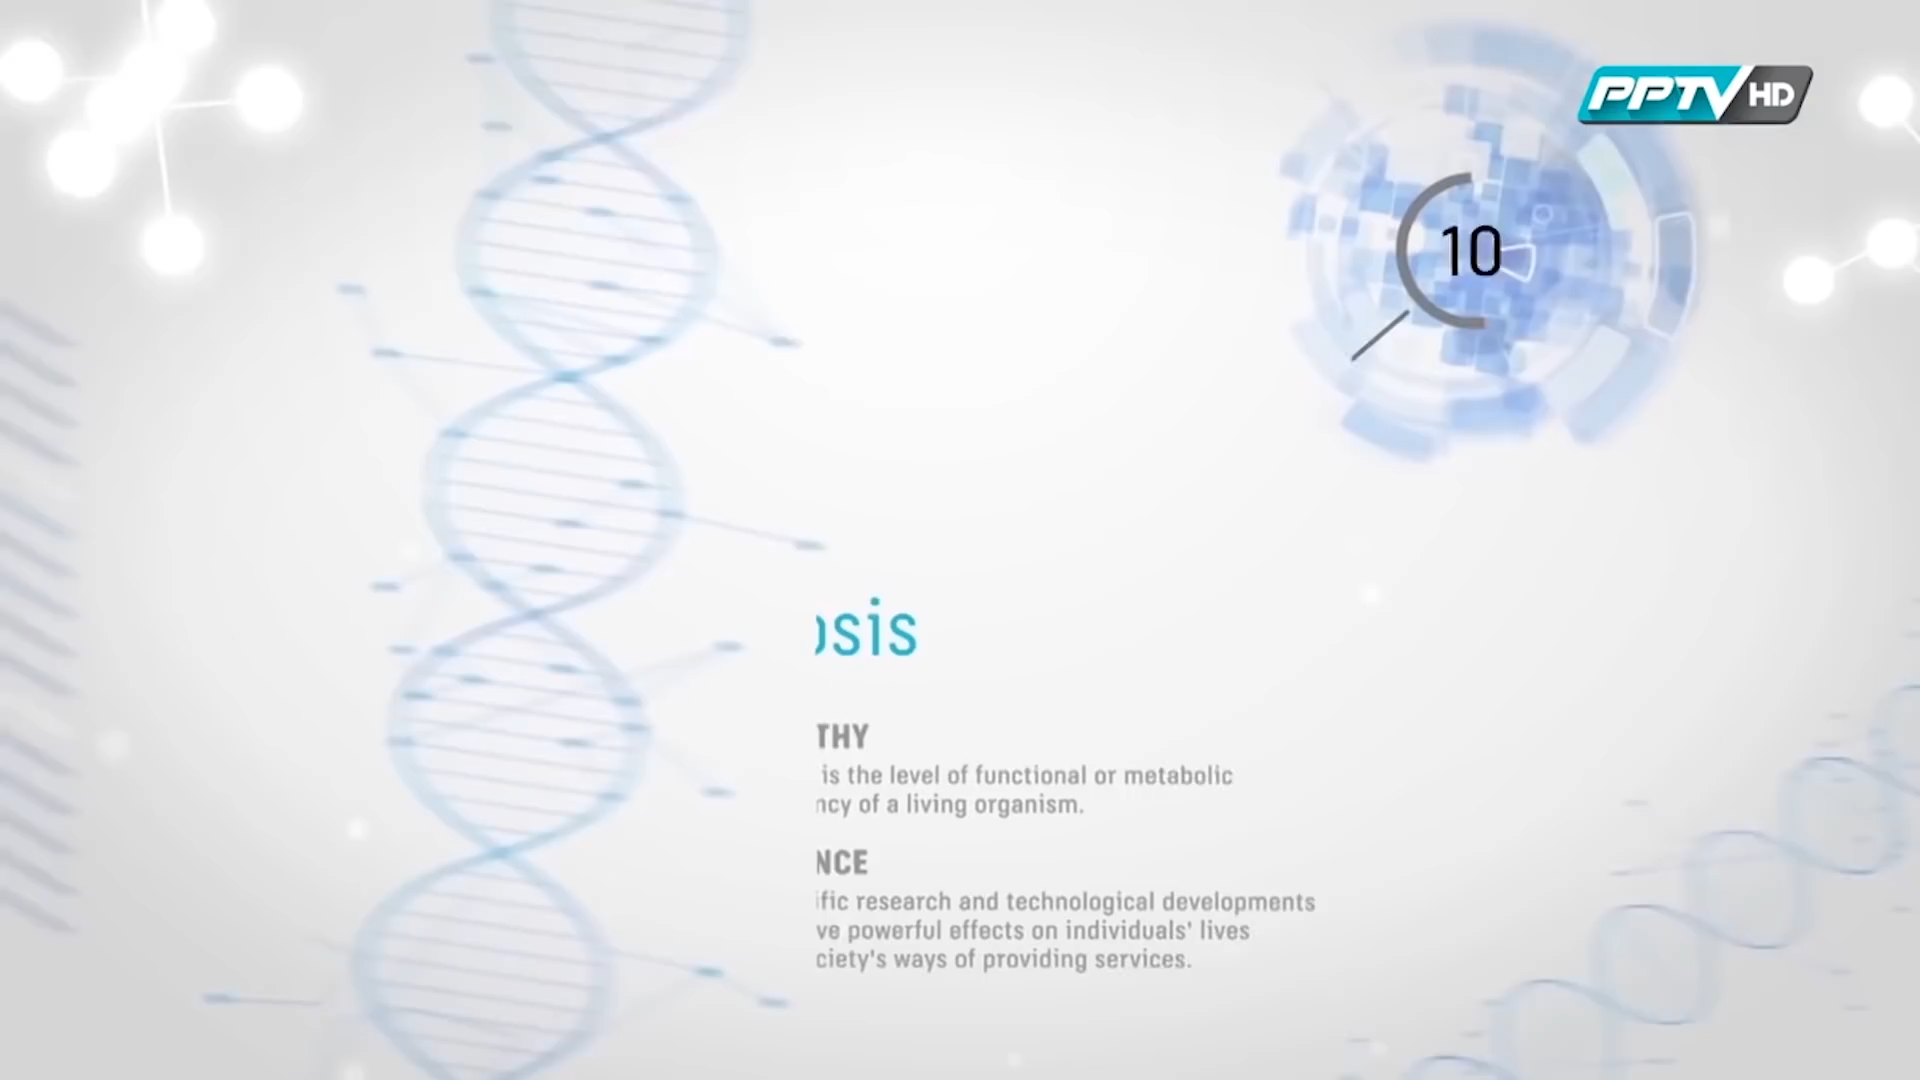 PPTV HD
10
osis
THY
is the level of functional or metabolic
ncy of a living organism.
NCE
ific research and technological developments
ve powerful effects on individuals' lives
ciety's ways of providing services.